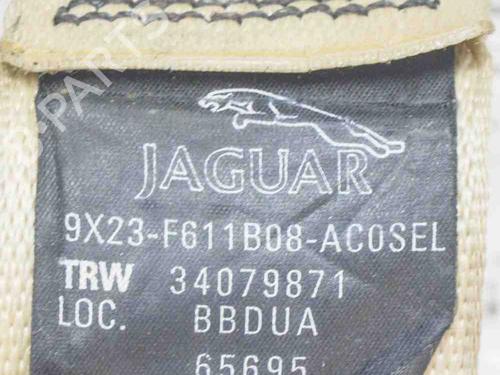 JAGUAR
9X23-F611B08-AC0SEL
TRW 34079871
LOC. BBDUA
65695